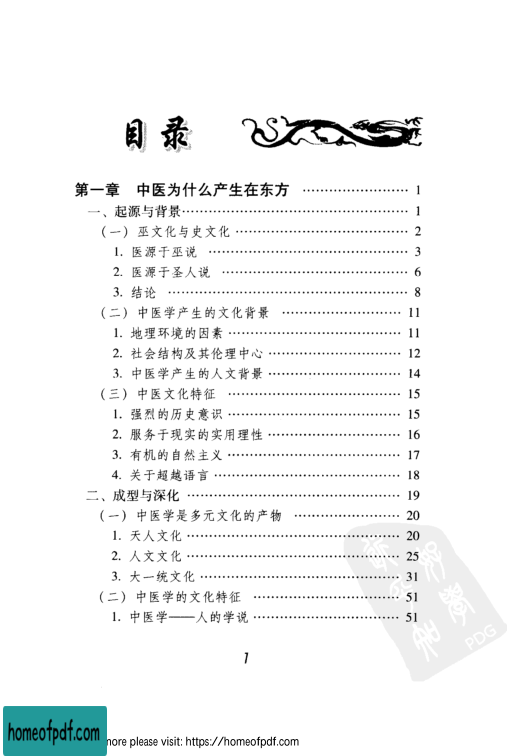 目录
第一章 中医为什么产生在东方 …………………… 1
一、起源与背景…………………………………………… 1
(一) 巫文化与史文化 ………………………………… 2
1. 医源于巫说 ……………………………………… 3
2. 医源于圣人说 …………………………………… 6
3. 结论 ……………………………………………… 8
(二) 中医学产生的文化背景 ……………………… 11
1. 地理环境的因素 ………………………………… 11
2. 社会结构及其伦理中心 ………………………… 12
3. 中医学产生的人文背景 ………………………… 14
(三) 中医文化特征 ………………………………… 15
1. 强烈的历史意识 ………………………………… 15
2. 服务于现实的实用理性 ………………………… 16
3. 有机的自然主义 ………………………………… 17
4. 关于超越语言 …………………………………… 18
二、成型与深化 ………………………………………… 19
(一) 中医学是多元文化的产物 …………………… 20
1. 天人文化 ………………………………………… 20
2. 人文文化 ………………………………………… 25
3. 大一统文化 ……………………………………… 31
(二) 中医学的文化特征 …………………………… 51
1. 中医学——人的学说 …………………………… 51
PDG
1
homeofpdf.com
more please visit: https://homeofpdf.com